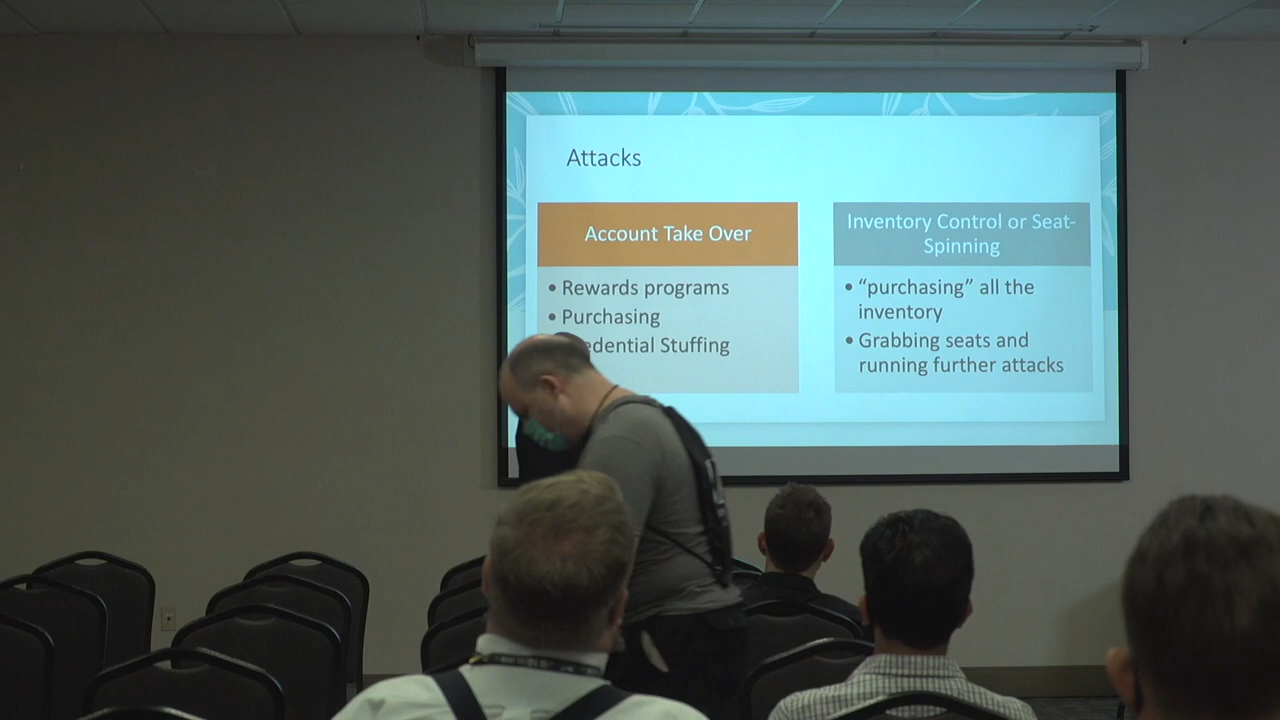 Attacks
Account Take Over
• Rewards programs
• Purchasing
edential Stuffing
Inventory Control or Seat-
Spinning
• “purchasing” all the
inventory
• Grabbing seats and
running further attacks